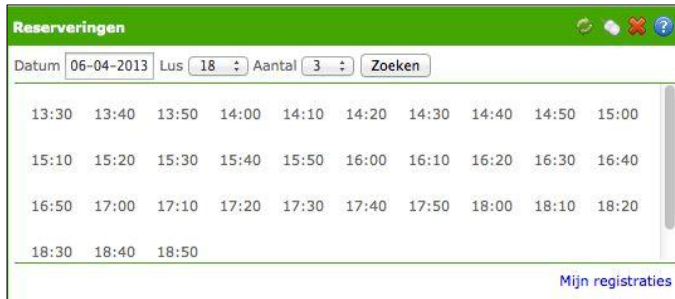 Reserveringen
Datum 06-04-2013 Lus 18 Aantal 3 Zoeken
13:30 13:40 13:50 14:00 14:10 14:20 14:30 14:40 14:50 15:00
15:10 15:20 15:30 15:40 15:50 16:00 16:10 16:20 16:30 16:40
16:50 17:00 17:10 17:20 17:30 17:40 17:50 18:00 18:10 18:20
18:30 18:40 18:50
Mijn registraties